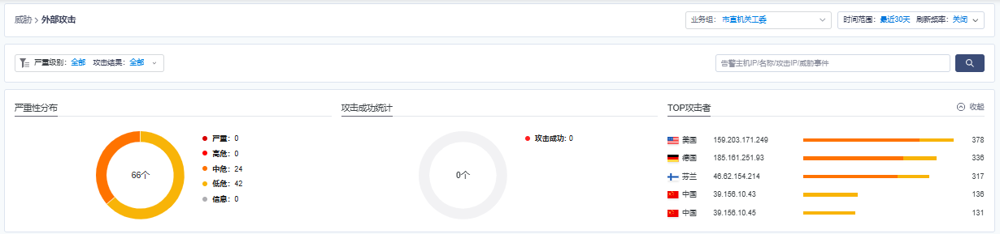 威胁 > 外部攻击
业务组: 市直机关工委 时间范围: 最近30天 刷新频率: 关闭
严重级别: 全部 攻击结果: 全部
告警主机IP/名称/攻击IP/威胁事件
严重性分布
66个
严重: 0
高危: 0
中危: 24
低危: 42
信息: 0
攻击成功统计
0个
攻击成功: 0
TOP攻击者 收起
美国 159.203.171.249 378
德国 185.161.251.93 336
芬兰 46.62.154.214 317
中国 39.156.10.43 136
中国 39.156.10.45 131